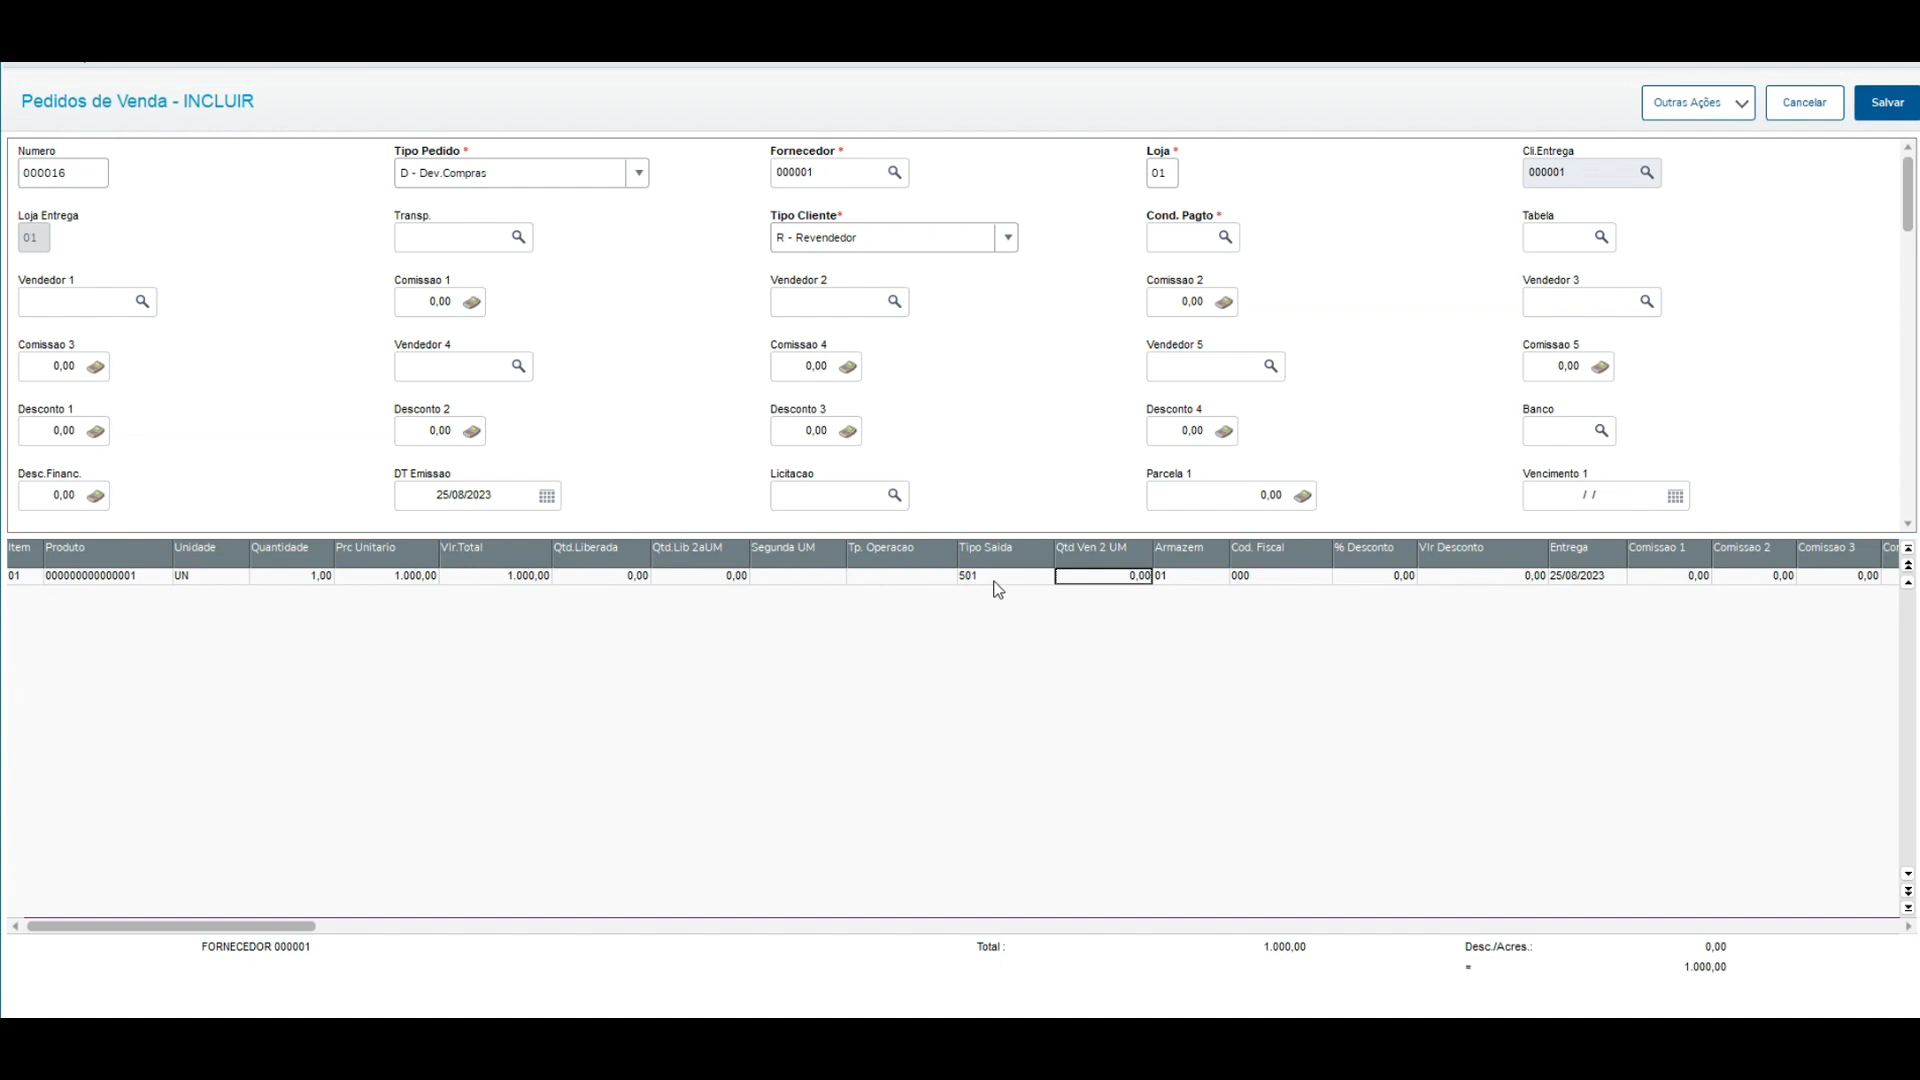 Pedidos de Venda - INCLUIR
Outras Ações
Cancelar
Salvar
Numero
Tipo Pedido *
Fornecedor *
Loja *
Cli.Entrega
000016
D - Dev.Compras
000001
01
000001
Loja Entrega
Transp.
Tipo Cliente*
Cond. Pagto *
Tabela
01
R - Revendedor
Vendedor 1
Comissao 1
Vendedor 2
Comissao 2
Vendedor 3
0,00
0,00
Comissao 3
Vendedor 4
Comissao 4
Vendedor 5
Comissao 5
0,00
0,00
0,00
Desconto 1
Desconto 2
Desconto 3
Desconto 4
Banco
0,00
0,00
0,00
0,00
Desc.Financ.
DT Emissao
Licitacao
Parcela 1
Vencimento 1
0,00
25/08/2023
0,00
/ /
Item Produto Unidade Quantidade Prc Unitario Vlr.Total Qtd.Liberada Qtd.Lib 2aUM Segunda UM Tp. Operacao Tipo Saida Qtd Ven 2 UM Armazem Cod. Fiscal % Desconto Vlr Desconto Entrega Comissao 1 Comissao 2 Comissao 3
01 000000000000001 UN 1,00 1.000,00 1.000,00 0,00 0,00 501 0,00 01 000 0,00 0,00 25/08/2023 0,00 0,00 0,00
FORNECEDOR 000001
Total :
1.000,00
Desc./Acres.:
0,00
=
1.000,00